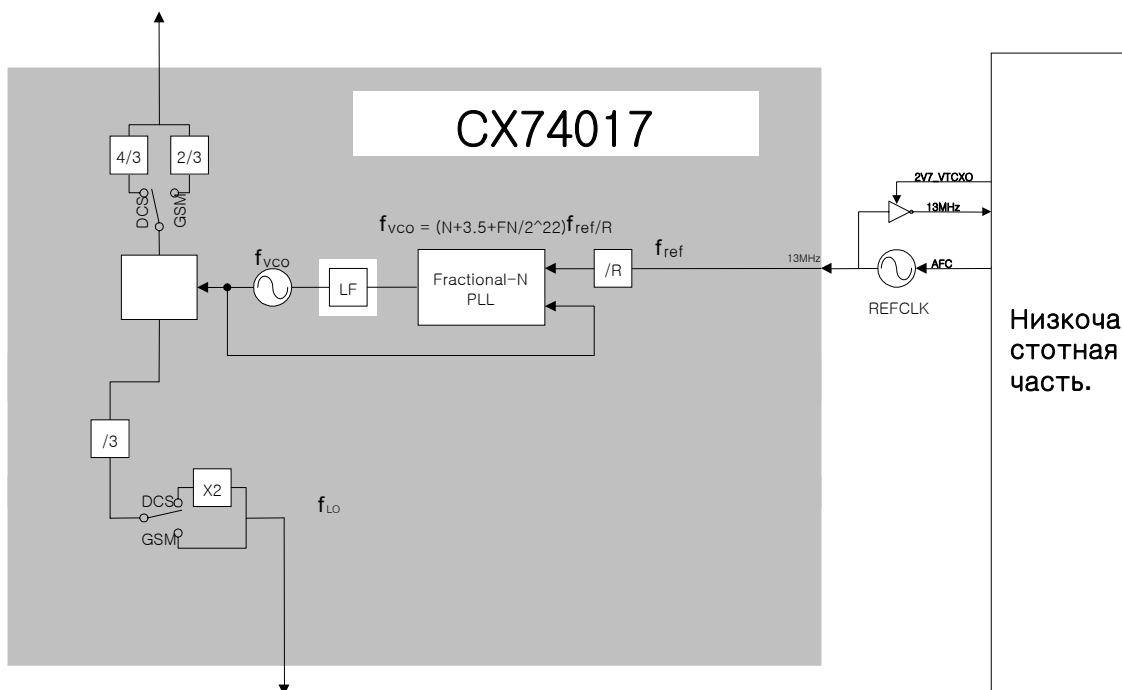 CX74017
4/3
2/3
DCS
GSM
2V7_VTCXO
13MHz
fvco = (N+3.5+FN/2^22)fref/R
fvco
fref
13MHz
AFC
/R
LF
Fractional-N
PLL
REFCLK
Низкоча
стотная
часть.
/3
X2
DCS
GSM
fLO